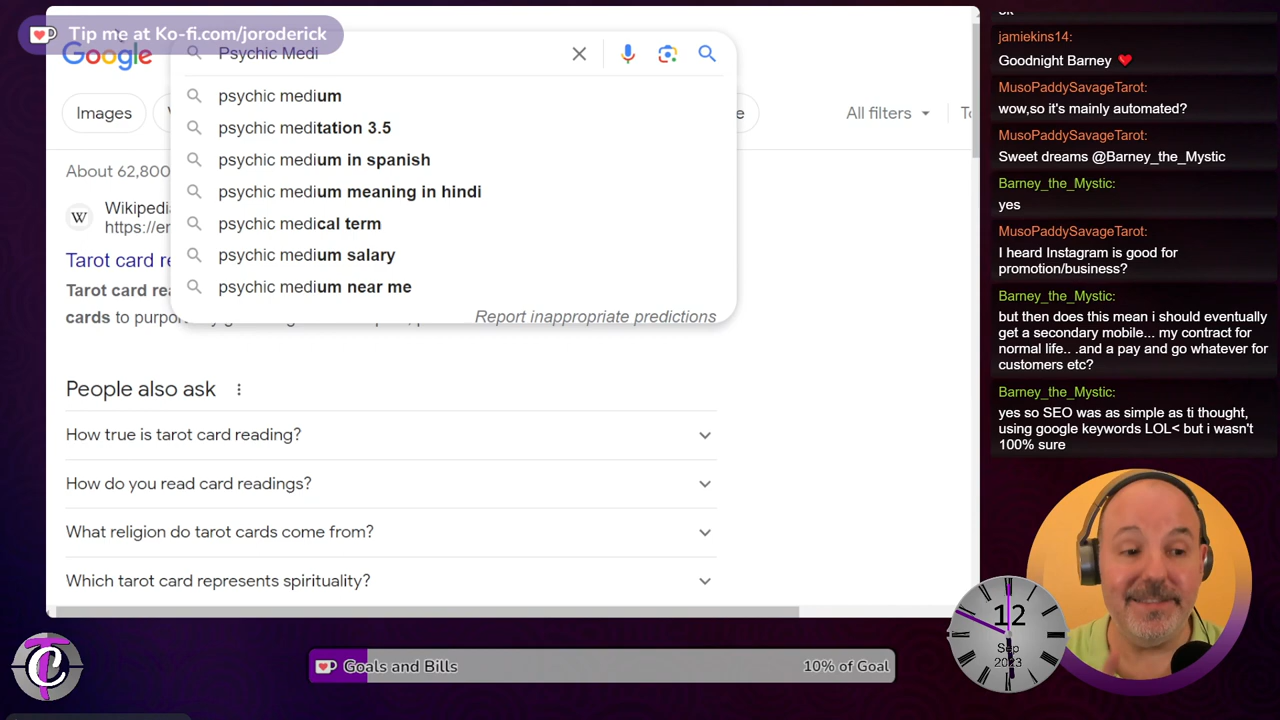 Tip me at Ko-fi.com/joroderick
Google
Psychic Medi
psychic medium
psychic meditation 3.5
psychic medium in spanish
psychic medium meaning in hindi
psychic medical term
psychic medium salary
psychic medium near me
Report inappropriate predictions
Images
All filters
About 62,800
W
Wikipedi
https://e
Tarot card r
Tarot card re
cards to purpo
People also ask
How true is tarot card reading?
How do you read card readings?
What religion do tarot cards come from?
Which tarot card represents spirituality?
Goals and Bills
10% of Goal
TC
jamiekins14:
Goodnight Barney
MusoPaddySavageTarot:
wow,so it's mainly automated?
MusoPaddySavageTarot:
Sweet dreams @Barney_the_Mystic
Barney_the_Mystic:
yes
MusoPaddySavageTarot:
I heard Instagram is good for
promotion/business?
Barney_the_Mystic:
but then does this mean i should eventually
get a secondary mobile... my contract for
normal life.. .and a pay and go whatever for
customers etc?
Barney_the_Mystic:
yes so SEO was as simple as ti thought,
using google keywords LOL< but i wasn't
100% sure
12
Sep
2023